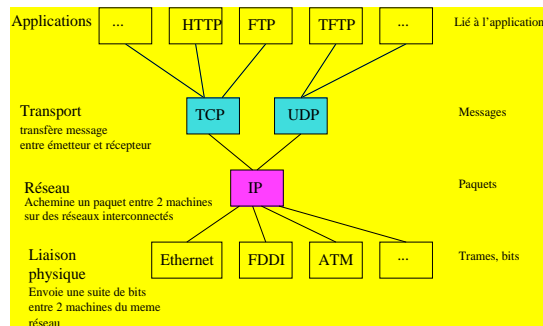 Applications ... HTTP FTP TFTP ... Lié à l'application
Transport TCP UDP Messages
transfère message
entre émetteur et récepteur
Réseau IP Paquets
Achemine un paquet entre 2 machines
sur des réseaux interconnectés
Liaison Ethernet FDDI ATM ... Trames, bits
physique
Envoie une suite de bits
entre 2 machines du meme
réseau